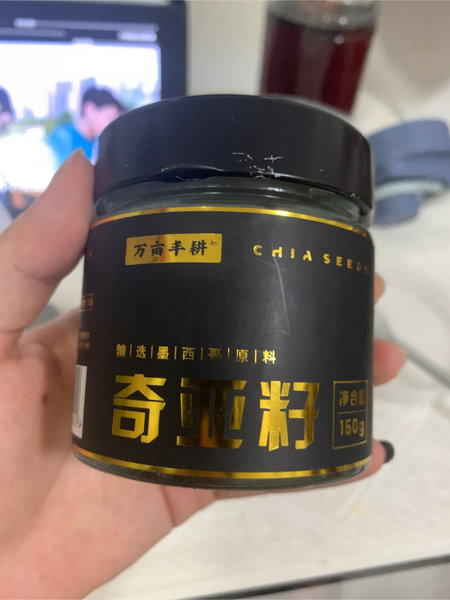 万亩年耕
CHIA SEEDS
精选墨西哥原料
奇亚籽
净含量
150g